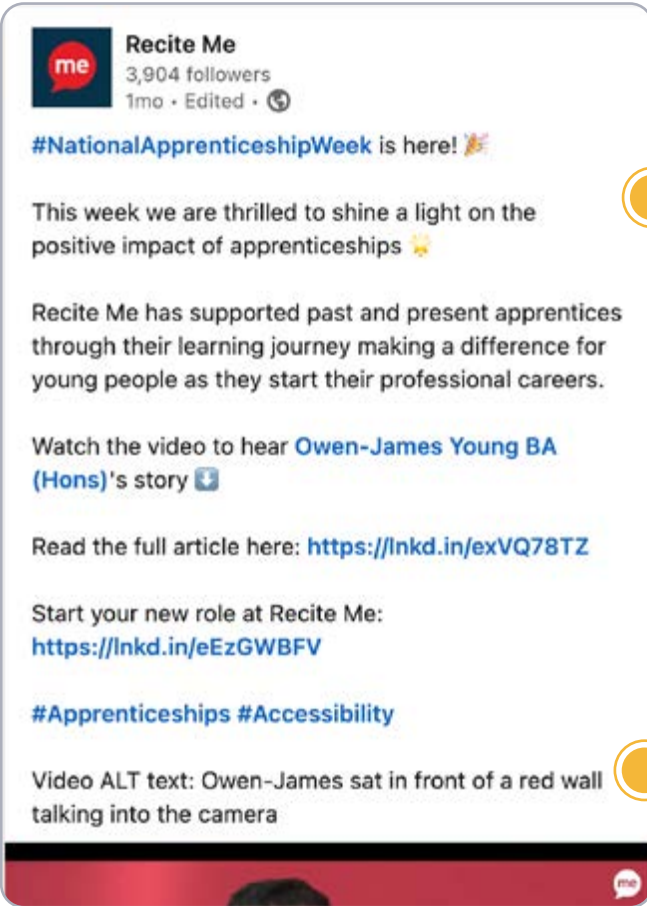 me
Recite Me
3,904 followers
1mo • Edited •
#NationalApprenticeshipWeek is here! 🎉
This week we are thrilled to shine a light on the
positive impact of apprenticeships 🌟
Recite Me has supported past and present apprentices
through their learning journey making a difference for
young people as they start their professional careers.
Watch the video to hear Owen-James Young BA
(Hons)'s story ⬇️
Read the full article here: https://lnkd.in/exVQ78TZ
Start your new role at Recite Me:
https://lnkd.in/eEzGWBFV
#Apprenticeships #Accessibility
Video ALT text: Owen-James sat in front of a red wall
talking into the camera
me